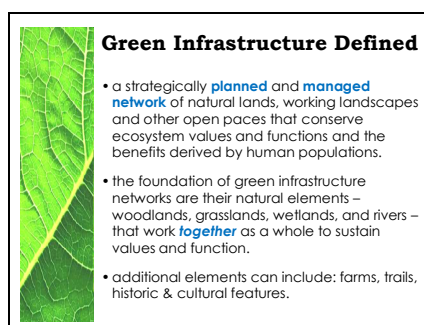 Green Infrastructure Defined
• a strategically planned and managed
network of natural lands, working landscapes
and other open paces that conserve
ecosystem values and functions and the
benefits derived by human populations.
• the foundation of green infrastructure
networks are their natural elements –
woodlands, grasslands, wetlands, and rivers –
that work together as a whole to sustain
values and function.
• additional elements can include: farms, trails,
historic & cultural features.